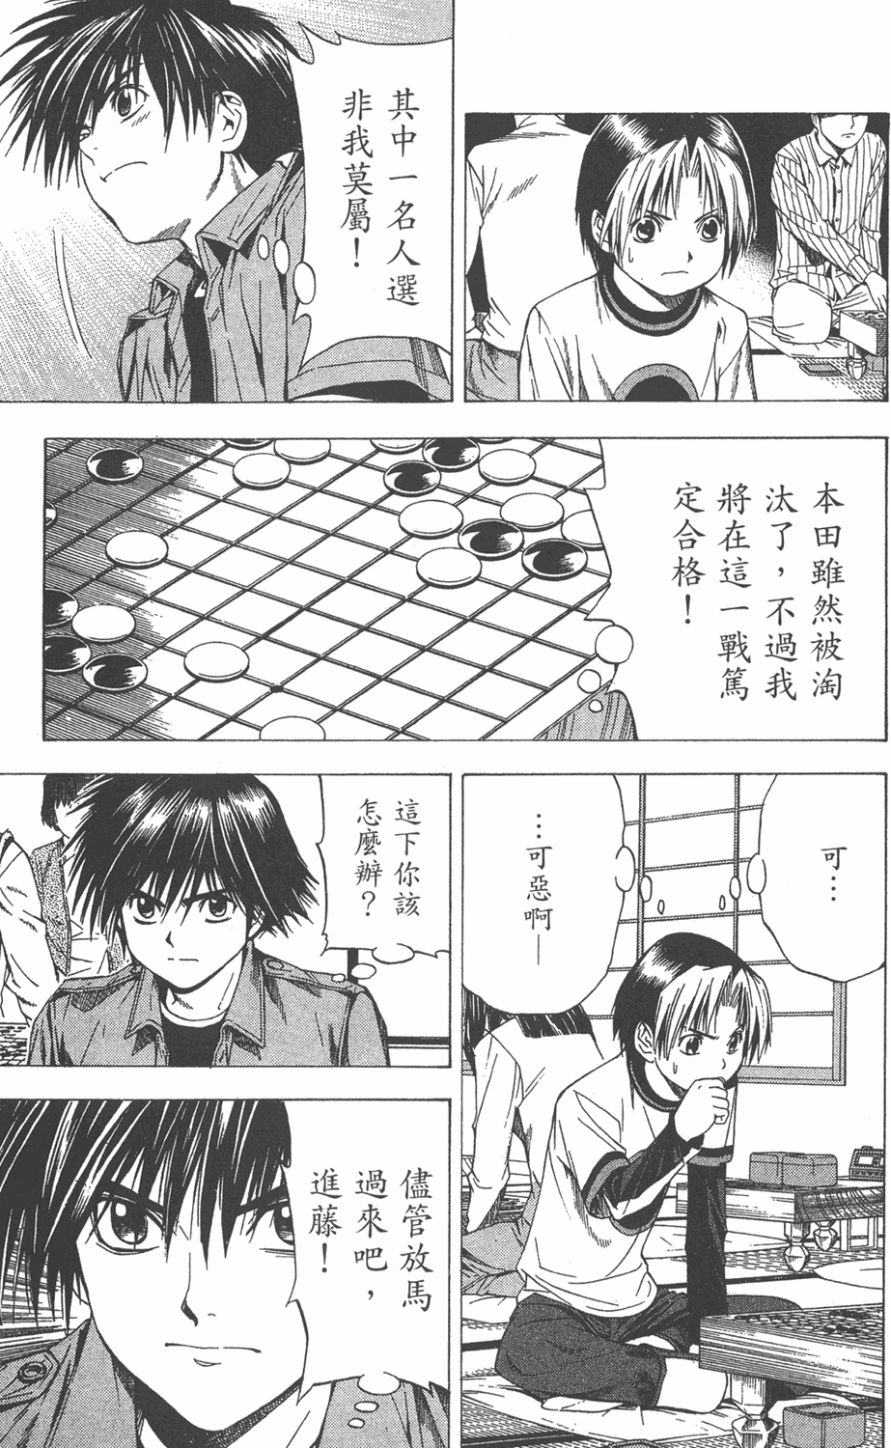 其中一名人選
非我莫屬！
本田雖然被淘
汰了，不過我
將在這一戰篤
定合格！
可…
…可惡啊—
這下你該
怎麼辦？
儘管放馬
過來吧，
進藤！